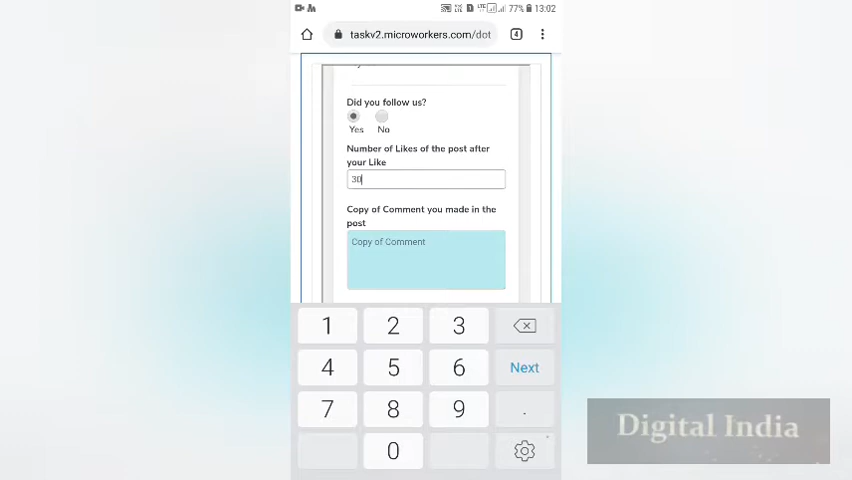 77% 13:02
taskv2.microworkers.com/dot
4
Did you follow us?
Yes No
Number of Likes of the post after
your Like
30
Copy of Comment you made in the
post
Copy of Comment
1 2 3
4 5 6 Next
7 8 9 .
0
Digital India